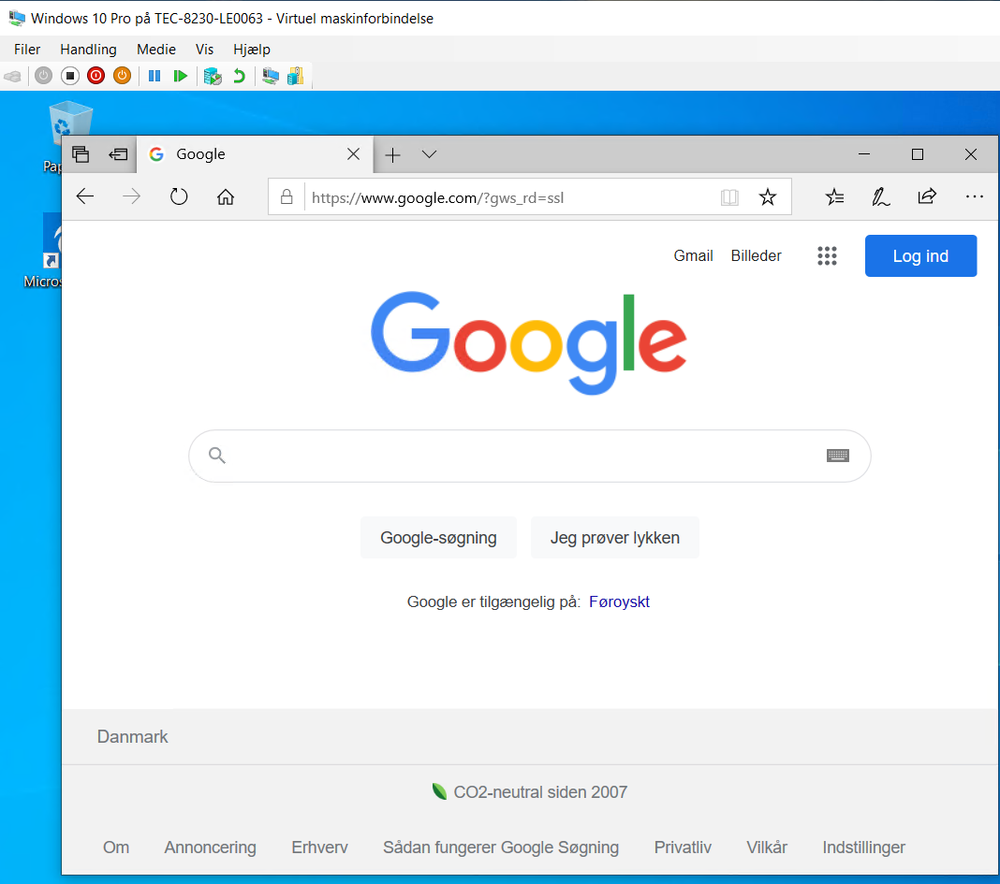 Windows 10 Pro på TEC-8230-LE0063 - Virtuel maskinforbindelse
Filer Handling Medie Vis Hjælp
Google
https://www.google.com/?gws_rd=ssl
Gmail Billeder Log ind
Google
Google-søgning Jeg prøver lykken
Google er tilgængelig på: Føroyskt
Danmark
CO2-neutral siden 2007
Om Annoncering Erhverv Sådan fungerer Google Søgning Privatliv Vilkår Indstillinger